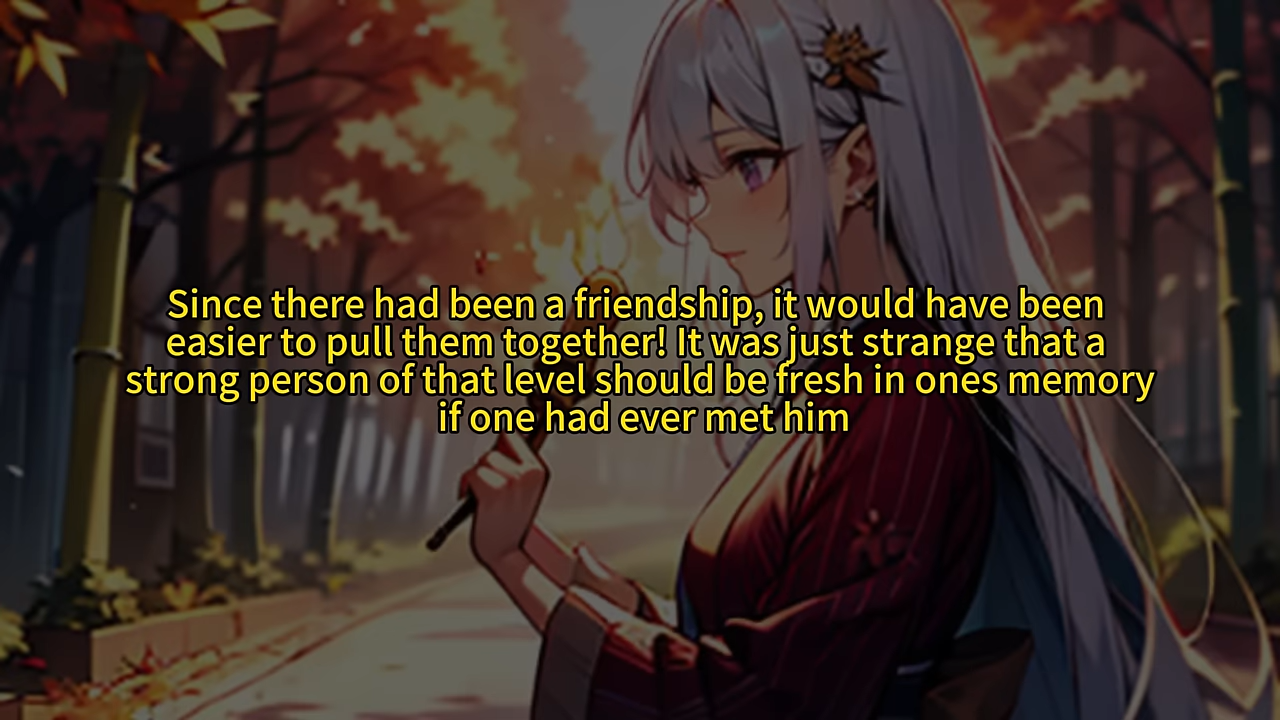 Since there had been a friendship, it would have been
easier to pull them together! It was just strange that a
strong person of that level should be fresh in ones memory
if one had ever met him